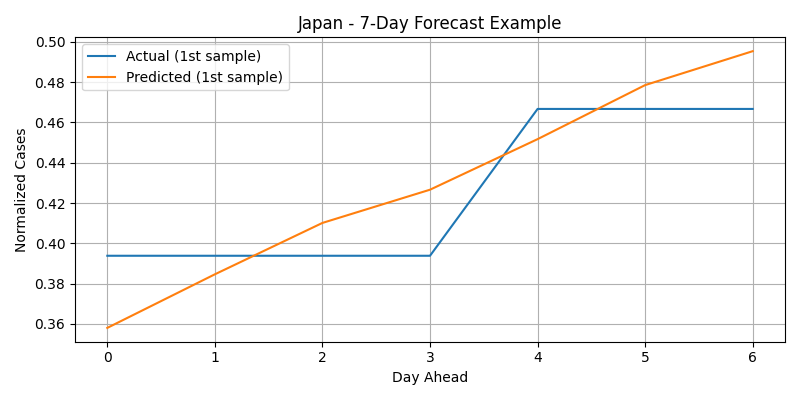 Japan - 7-Day Forecast Example
Actual (1st sample)
Predicted (1st sample)
Normalized Cases
0.50
0.48
0.46
0.44
0.42
0.40
0.38
0.36
0 1 2 3 4 5 6
Day Ahead